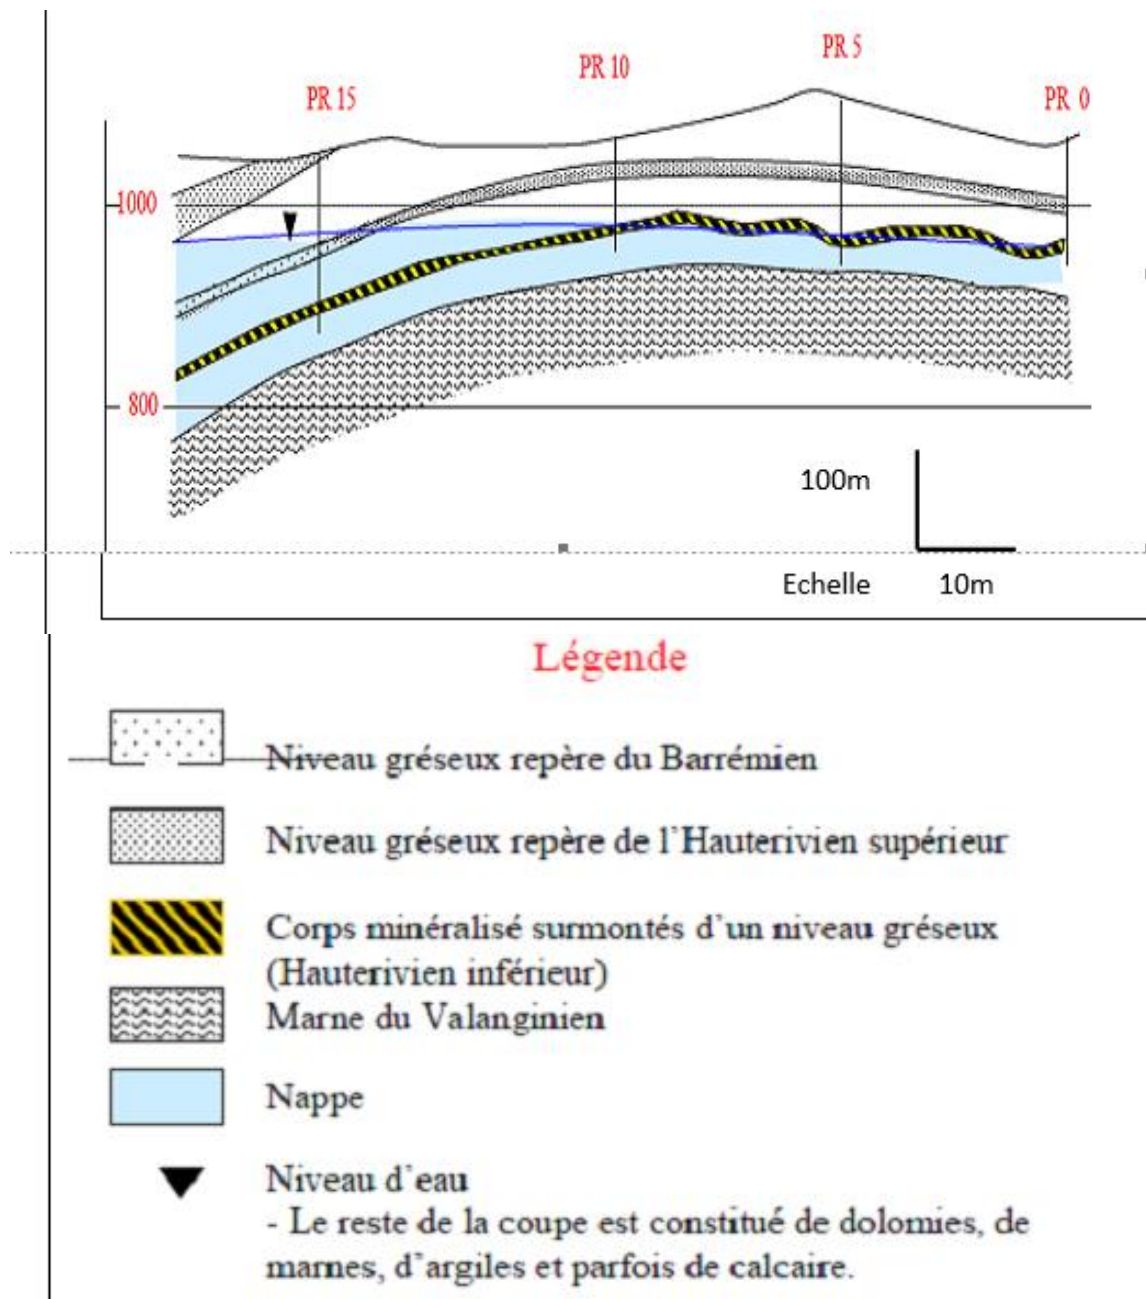 PR 5
PR 10
PR 15
PR 0
1000
800
100m
Echelle 10m
Légende
Niveau gréseux repère du Barrémien
Niveau gréseux repère de l'Hauterivien supérieur
Corps minéralisé surmontés d'un niveau gréseux
(Hauterivien inférieur)
Marne du Valanginien
Nappe
Niveau d'eau
- Le reste de la coupe est constitué de dolomies, de
marnes, d'argiles et parfois de calcaire.